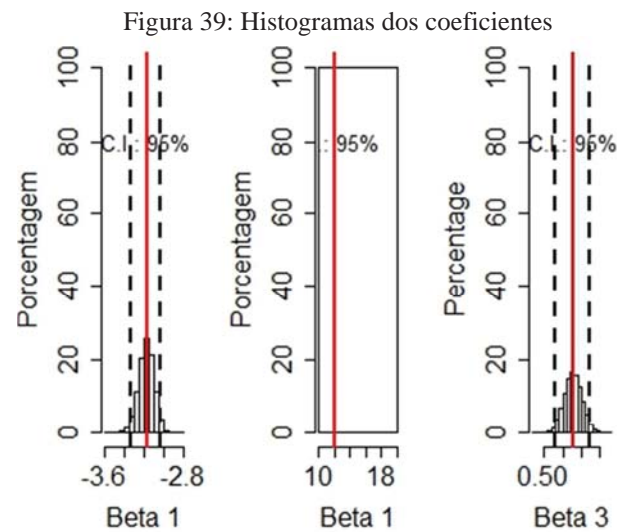 Figura 39: Histogramas dos coeficientes
Porcentagem
0 20 40 60 80 100
C.I.: 95%
-3.6 -2.8
Beta 1
Porcentagem
0 20 40 60 80 100
.: 95%
10 18
Beta 1
Percentage
0 20 40 60 80 100
C.I.: 95%
0.50
Beta 3